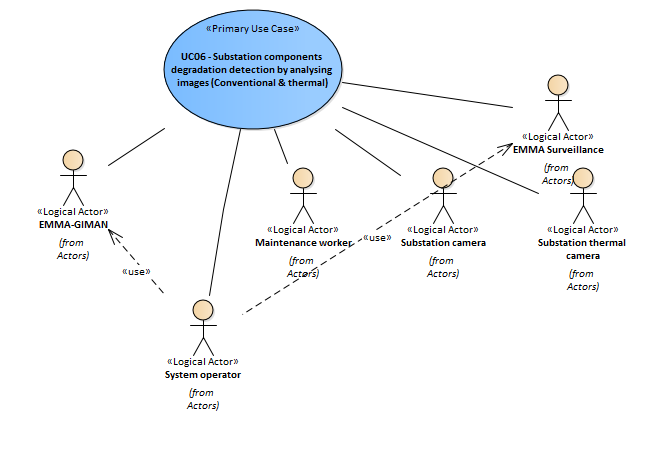 «Primary Use Case»
UC06 - Substation components
degradation detection by analysing
images (Conventional & thermal)
«Logical Actor»
EMMA Surveillance
(from
Actors)
«Logical Actor»
EMMA-GIMAN
(from
Actors)
«Logical Actor»
Maintenance worker
(from
Actors)
«Logical Actor»
Substation camera
(from
Actors)
«Logical Actor»
Substation thermal
camera
(from
Actors)
«use»
«use»
«Logical Actor»
System operator
(from
Actors)